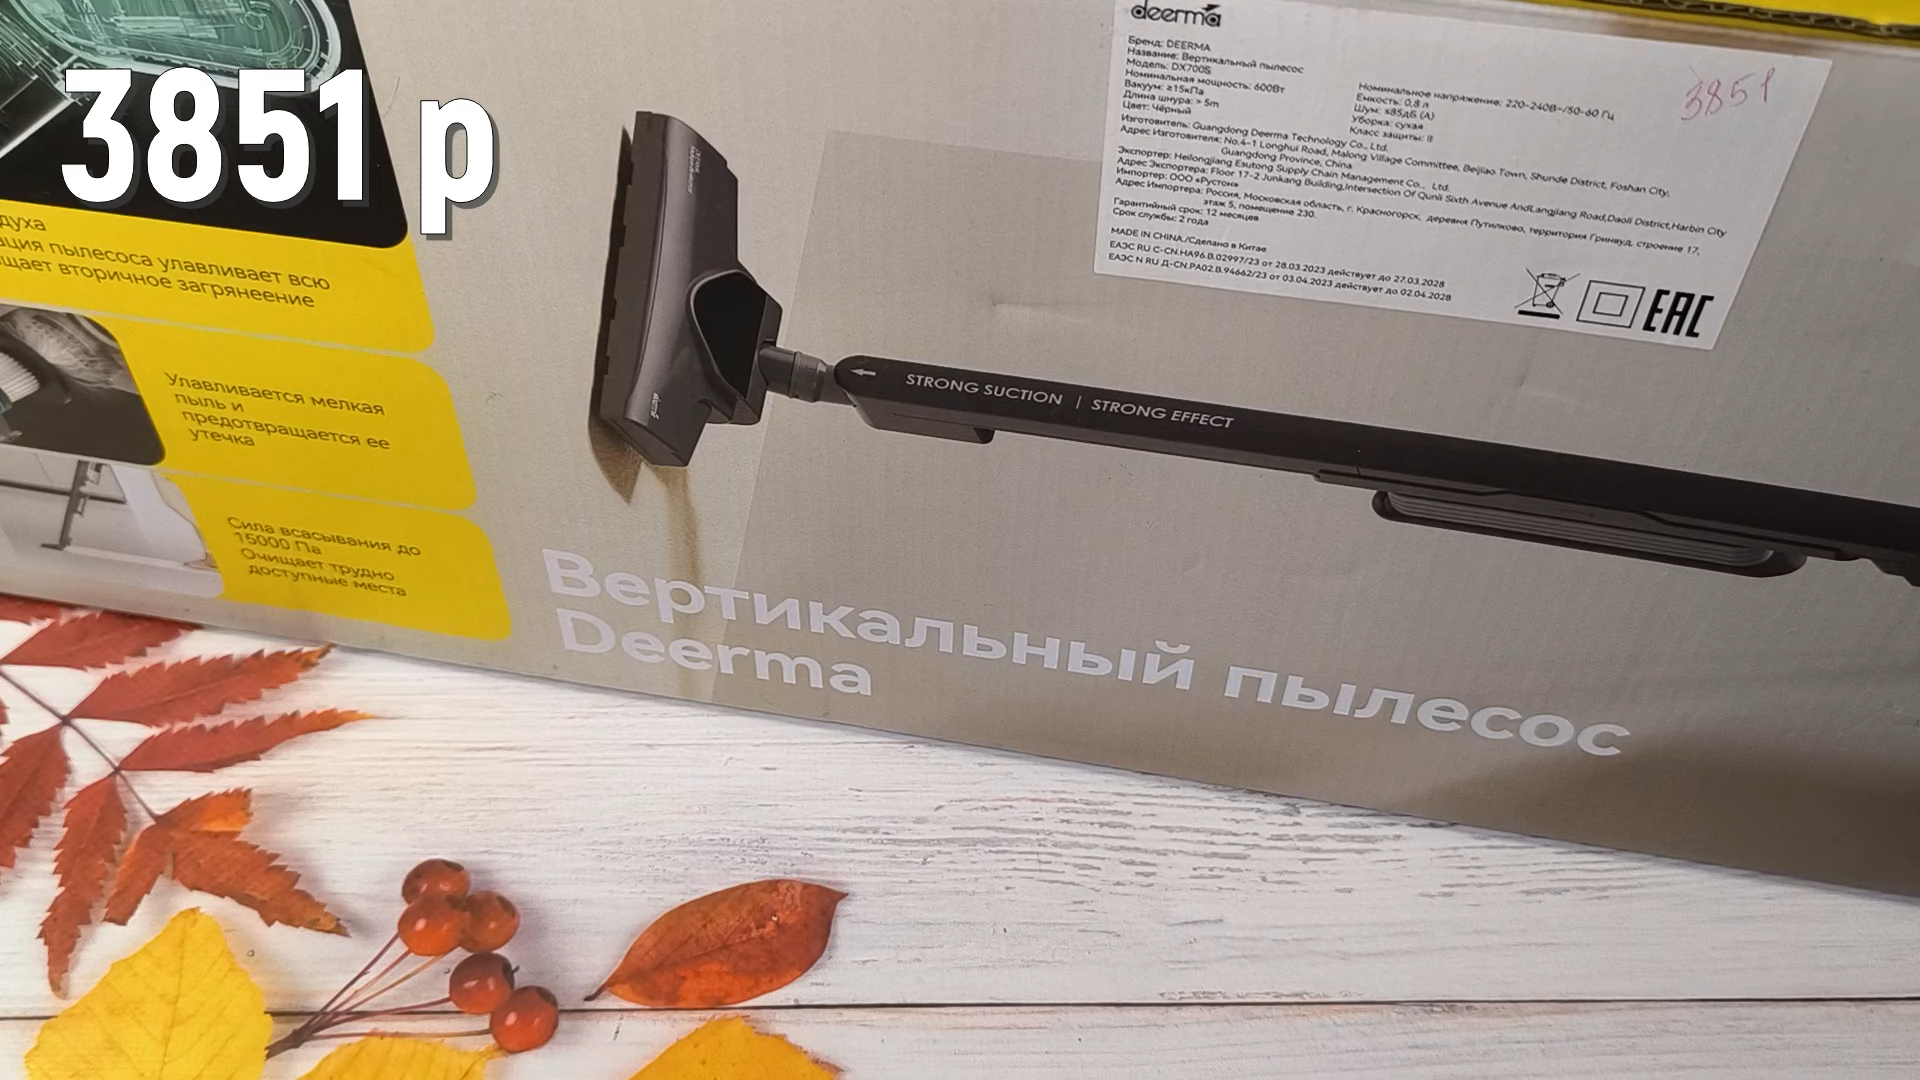 3851 р
духа
ация пылесоса улавливает всю
щает вторичное загрянеение
Улавливается мелкая
пыль и
предотвращается ее
утечка
Сила всасывания до
15000 Па
Очищает трудно
доступные места
deerma
Бренд: DEERMA
Название: Вертикальный пылесос
Модель: DX700S
Номинальная мощность: 600Вт
Вакуум: ≥15кПа
Длина шнура: > 5m
Цвет: Чёрный
Номинальное напряжение: 220-240В~/50-60 Гц
Емкость: 0,8 л
Шум: ≤85дБ (А)
Уборка: сухая
Класс защиты: II
3851
Изготовитель: Guangdong Deerma Technology Co., Ltd.
Адрес Изготовителя: No.4-1 Longhui Road, Malong Village Committee, Beijiao Town, Shunde District, Foshan City,
Guangdong Province, China
Экспортер: Heilongjiang Esutong Supply Chain Management Co., Ltd.
Адрес Экспортера: Floor 17-2 Junkang Building,Intersection Of Qunli Sixth Avenue AndLangjiang Road,Daoli District,Harbin City
Импортер: ООО «Рустон»
Адрес Импортера: Россия, Московская область, г. Красногорск, деревня Путилково, территория Гринвуд, строение 17,
этаж 5, помещение 230.
Гарантийный срок: 12 месяцев
Срок службы: 2 года
MADE IN CHINA./Сделано в Китае
ЕАЭС RU C-CN.HA96.B.02997/23 от 28.03.2023 действует до 27.03.2028
ЕАЭС N RU Д-CN.PA02.B.94662/23 от 03.04.2023 действует до 02.04.2028
EAC
deerma
STRONG SUCTION | STRONG EFFECT
Вертикальный пылесос
Deerma